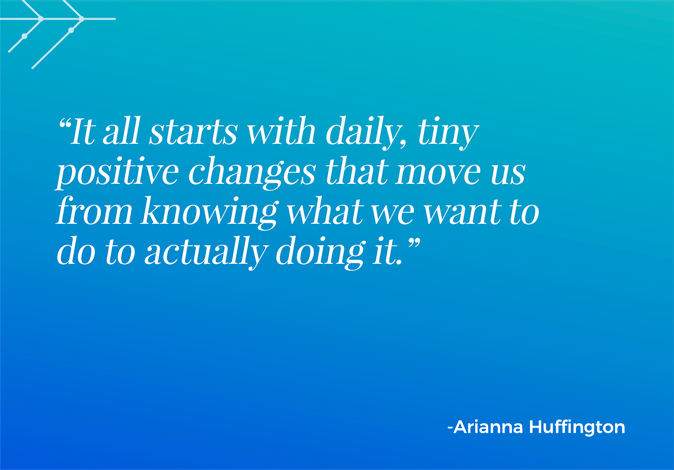 “It all starts with daily, tiny
positive changes that move us
from knowing what we want to
do to actually doing it.”
-Arianna Huffington